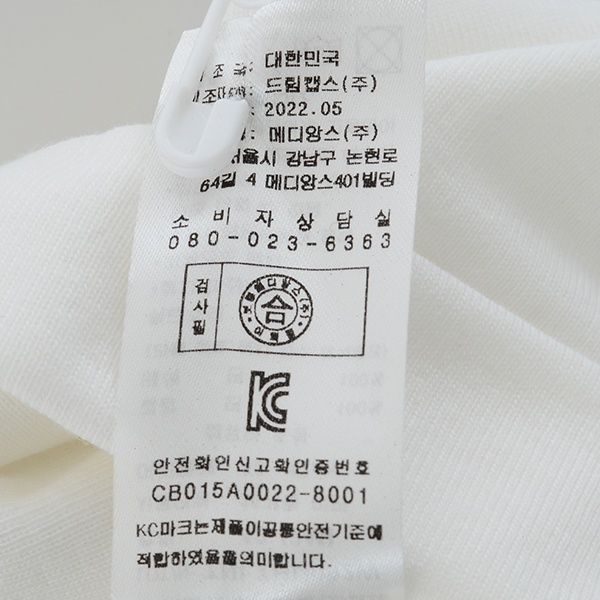 대한민국
드림캡스(주)
2022.05
메디앙스(주)
서울시 강남구 논현로
64길 4 메디앙스401빌딩
소비자상담실
080-023-6363
검사필
合
KC
안전확인신고확인증번호
CB015A0022-8001
KC마크는제품이공통안전기준에
적합하였음을의미합니다.